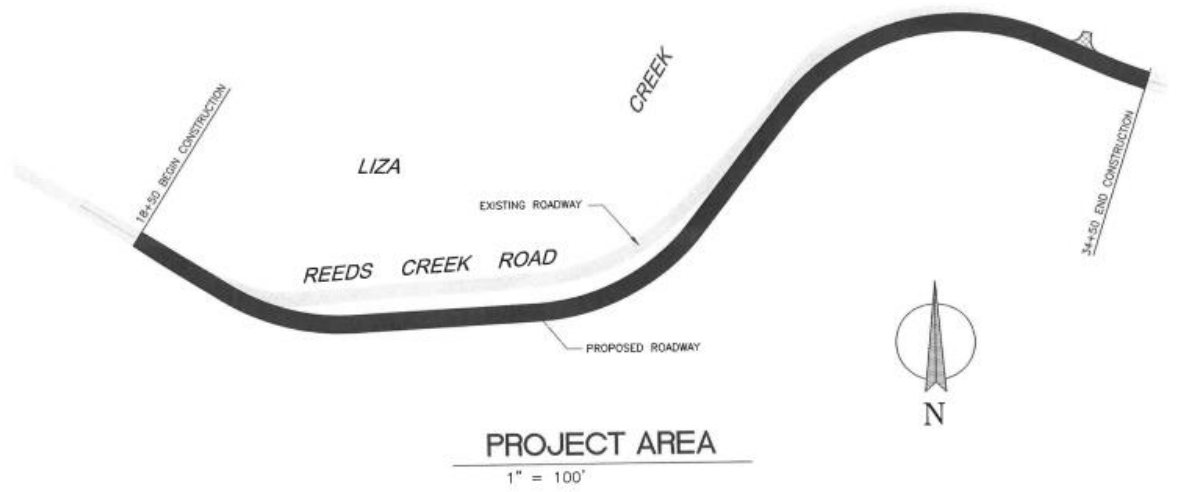 CREEK
18+50 BEGIN CONSTRUCTION
LIZA
34+50 END CONSTRUCTION
EXISTING ROADWAY
REEDS CREEK ROAD
PROPOSED ROADWAY
N
PROJECT AREA
1" = 100'